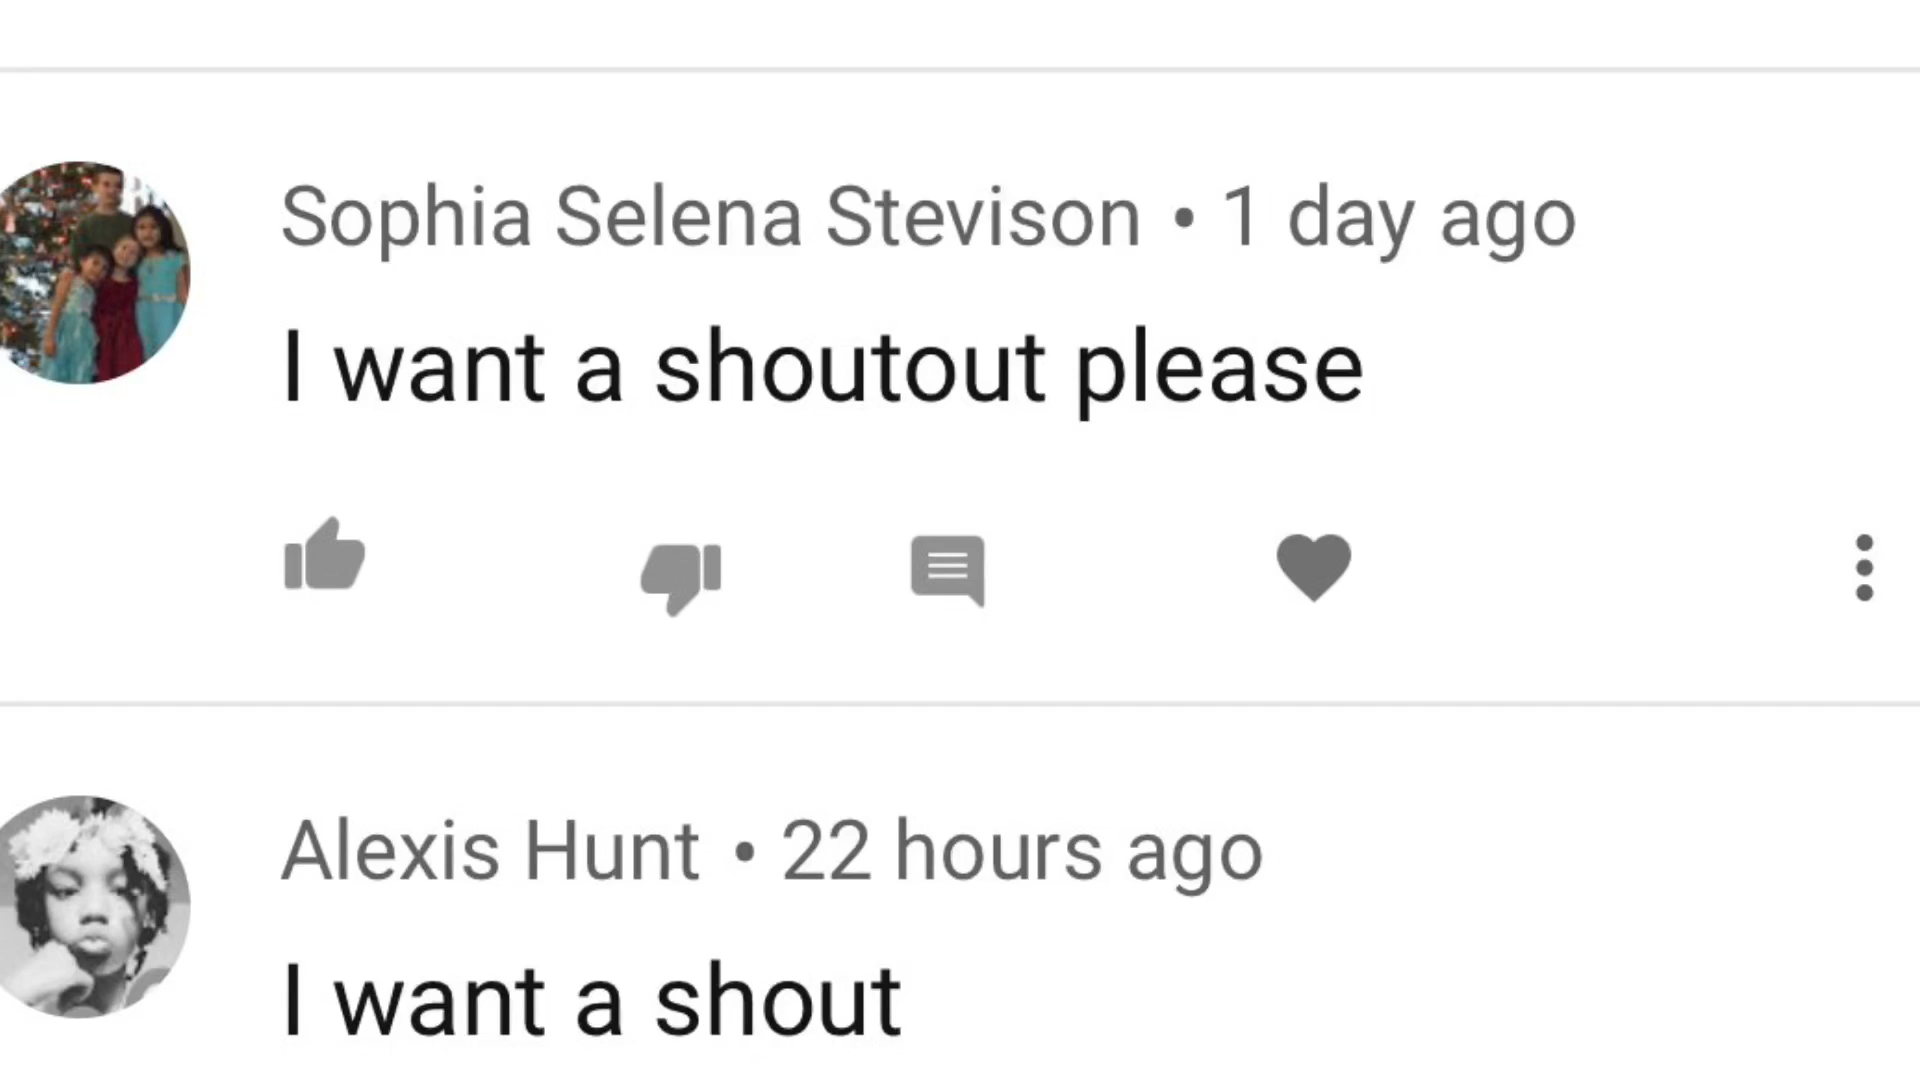 Sophia Selena Stevison • 1 day ago
I want a shoutout please
Alexis Hunt • 22 hours ago
I want a shout